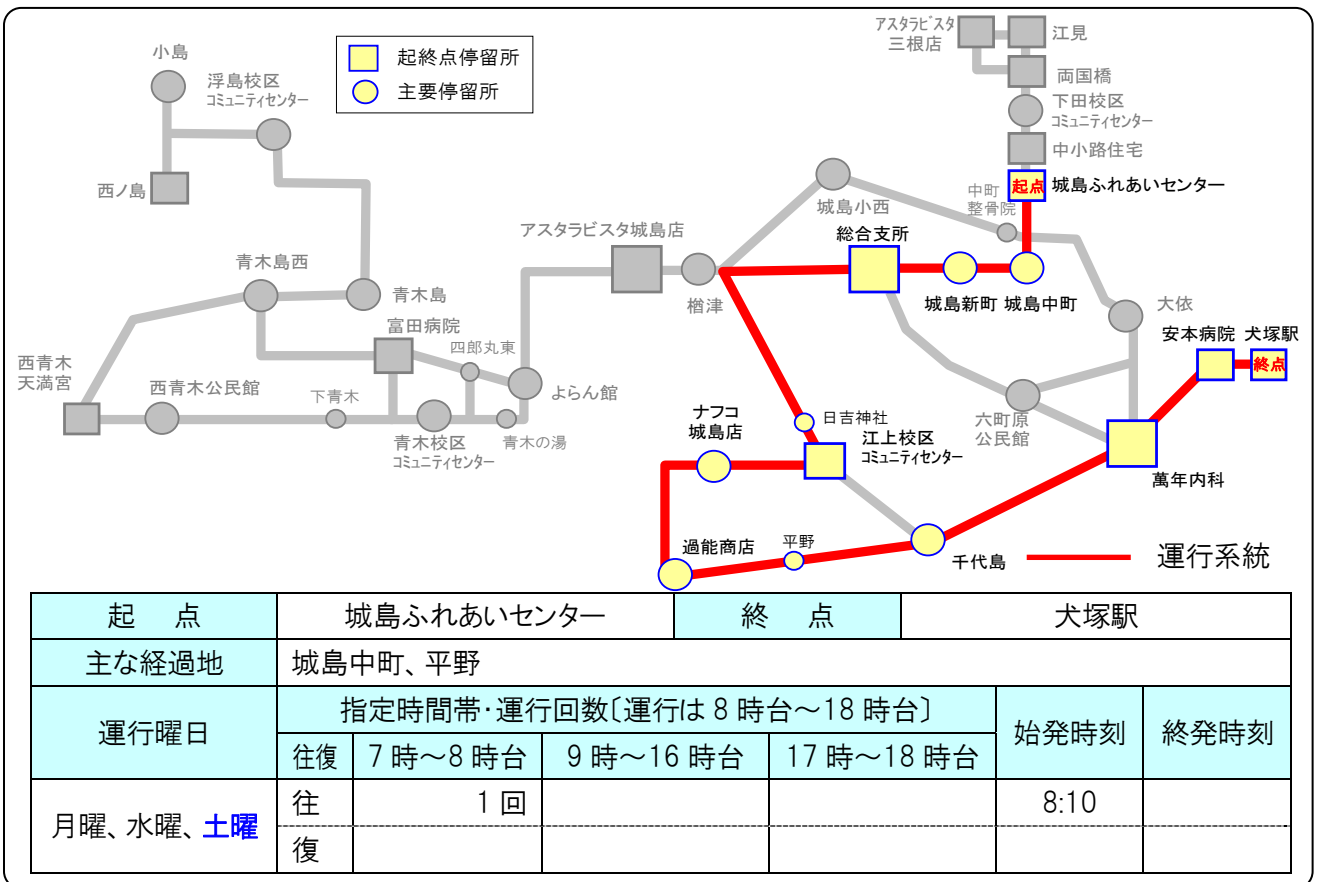 起終点停留所
主要停留所
小島
浮島校区
コミュニティセンター
西ノ島
青木島西
青木島
西青木
天満宮
西青木公民館
下青木
富田病院
四郎丸東
よらん館
青木校区
コミュニティセンター
青木の湯
アスタラビスタ城島店
楢津
城島小西
中町
整骨院
アスタラビスタ
三根店
江見
両国橋
下田校区
コミュニティセンター
中小路住宅
起点
城島ふれあいセンター
総合支所
城島新町
城島中町
大依
安本病院
犬塚駅
終点
六町原
公民館
萬年内科
日吉神社
江上校区
コミュニティセンター
ナフコ
城島店
過能商店
平野
千代島
運行系統
起 点
城島ふれあいセンター
終 点
犬塚駅
主な経過地
城島中町、平野
運行曜日
指定時間帯・運行回数〔運行は8時台～18時台〕
始発時刻
終発時刻
往復
7時～8時台
9時～16時台
17時～18時台
月曜、水曜、土曜
往
1回
8:10
復